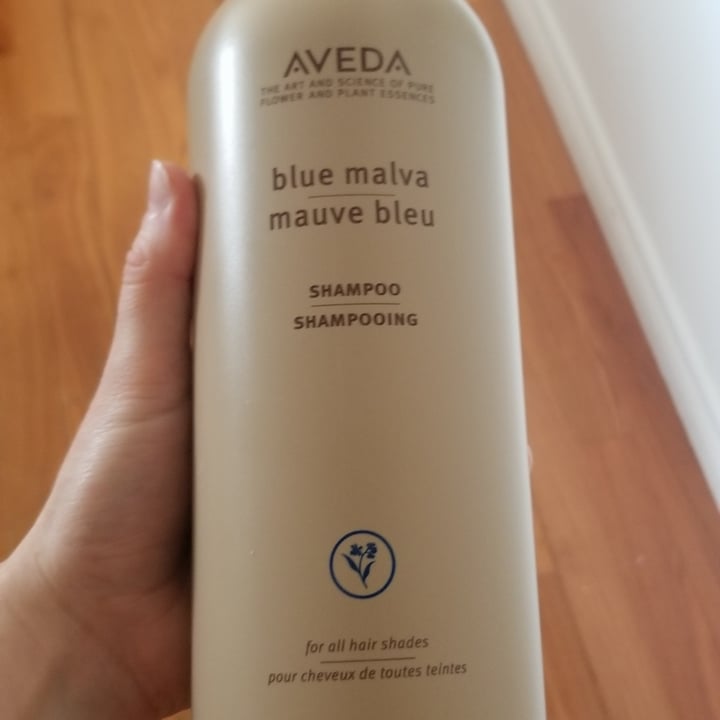 AVEDA
THE ART AND SCIENCE OF PURE
FLOWER AND PLANT ESSENCES
blue malva
mauve bleu
SHAMPOO
SHAMPOOING
for all hair shades
pour cheveux de toutes teintes